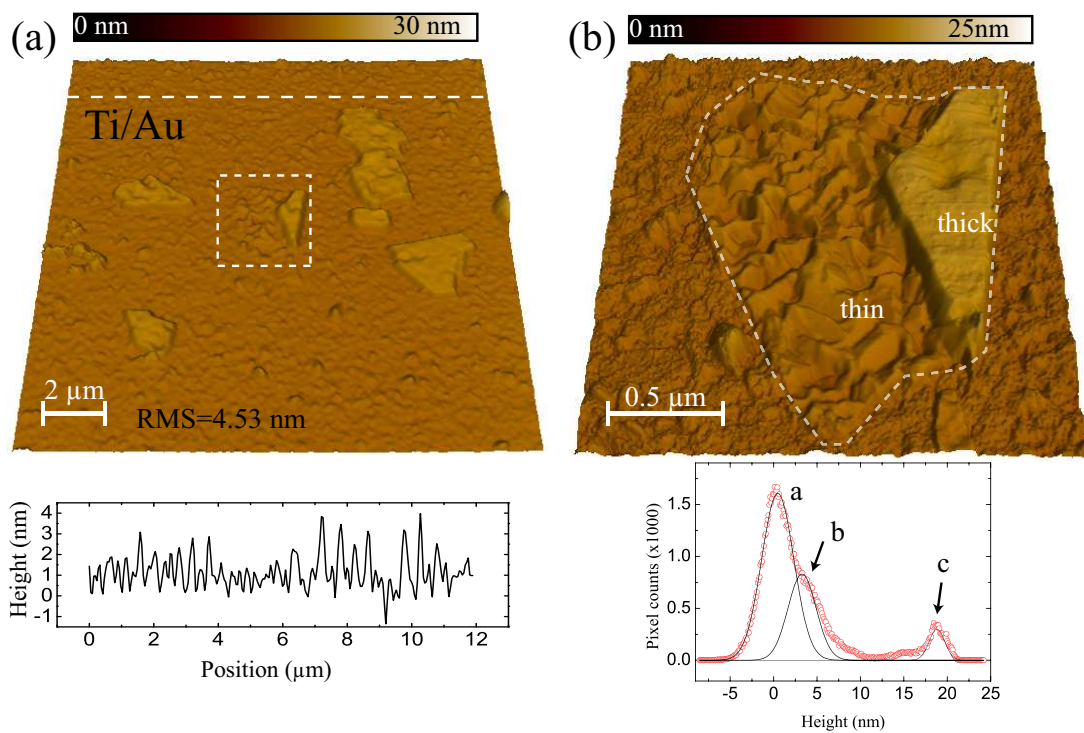 (a)
0 nm 30 nm
Ti/Au
2 µm
RMS=4.53 nm
Height (nm)
4
3
2
1
0
-1
0 2 4 6 8 10 12
Position (µm)
(b)
0 nm 25nm
thick
thin
0.5 µm
Pixel counts (x1000)
1.5
1.0
0.5
0.0
a
b
c
-5 0 5 10 15 20 25
Height (nm)